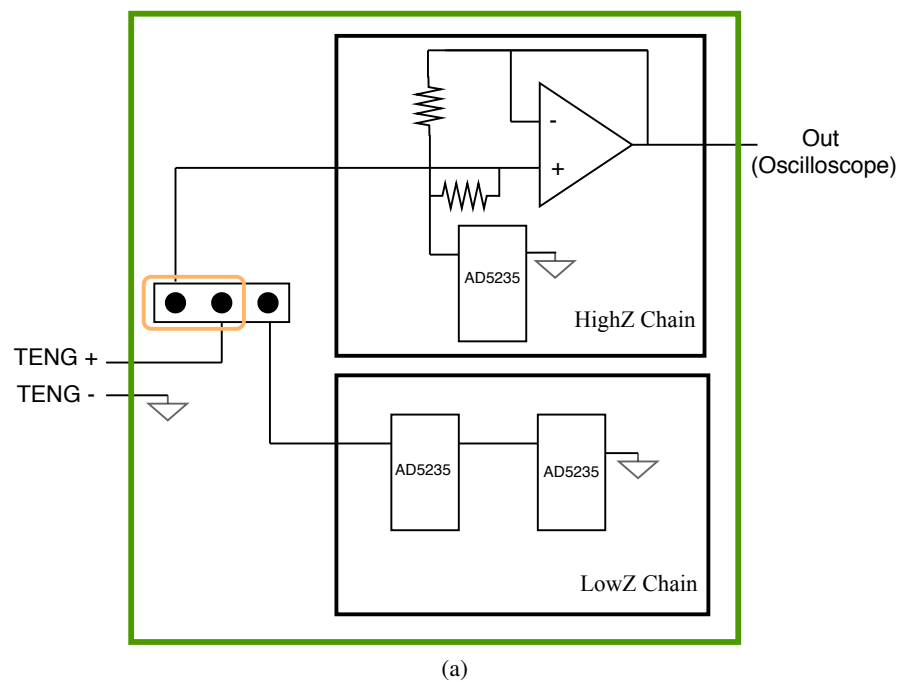 -
+
Out
(Oscilloscope)
AD5235
HighZ Chain
TENG +
TENG -
AD5235
AD5235
LowZ Chain
(a)